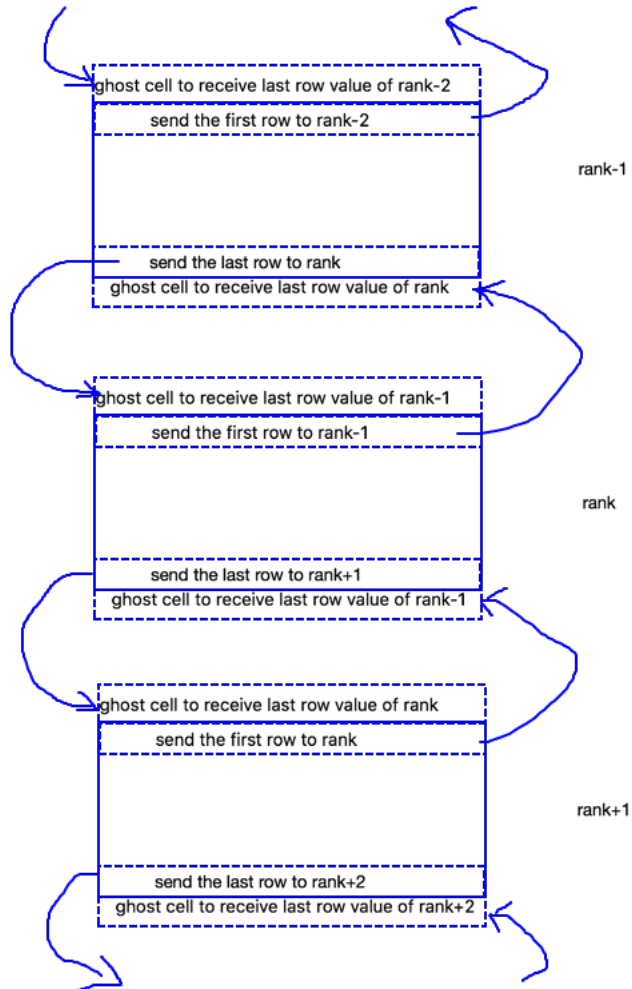 ghost cell to receive last row value of rank-2
send the first row to rank-2
rank-1
send the last row to rank
ghost cell to receive last row value of rank
ghost cell to receive last row value of rank-1
send the first row to rank-1
rank
send the last row to rank+1
ghost cell to receive last row value of rank-1
ghost cell to receive last row value of rank
send the first row to rank
rank+1
send the last row to rank+2
ghost cell to receive last row value of rank+2